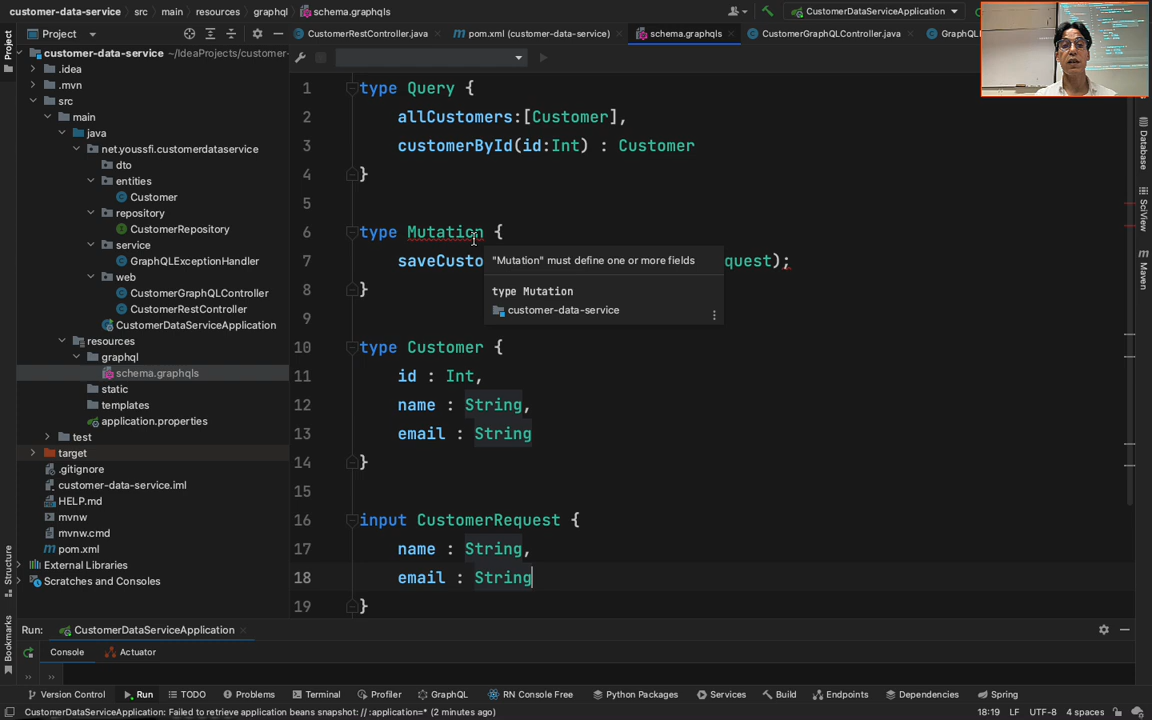 customer-data-service › src › main › resources › graphql › schema.graphqls
CustomerDataServiceApplication
Project
CustomerRestController.java
pom.xml (customer-data-service)
schema.graphqls
CustomerGraphQLController.java
customer-data-service ~/IdeaProjects/customer-
.idea
.mvn
src
main
java
net.youssfi.customerdataservice
dto
entities
Customer
repository
CustomerRepository
service
GraphQLExceptionHandler
web
CustomerGraphQLController
CustomerRestController
CustomerDataServiceApplication
resources
graphql
schema.graphqls
static
templates
application.properties
test
target
.gitignore
customer-data-service.iml
HELP.md
mvnw
mvnw.cmd
pom.xml
External Libraries
Scratches and Consoles
Project
Structure
Bookmarks
1 type Query {
2 allCustomers:[Customer],
3 customerById(id:Int) : Customer
4 }
5
6 type Mutation {
7 saveCusto quest);
8 }
9
10 type Customer {
11 id : Int,
12 name : String,
13 email : String
14 }
15
16 input CustomerRequest {
17 name : String,
18 email : String
19 }
"Mutation" must define one or more fields
type Mutation
customer-data-service
Database
SciView
Maven
Run: CustomerDataServiceApplication
Console Actuator
Version Control Run TODO Problems Terminal Profiler GraphQL RN Console Free Python Packages Services Build Endpoints Dependencies Spring
CustomerDataServiceApplication: Failed to retrieve application beans snapshot: // :application=* (2 minutes ago)
18:19 LF UTF-8 4 spaces